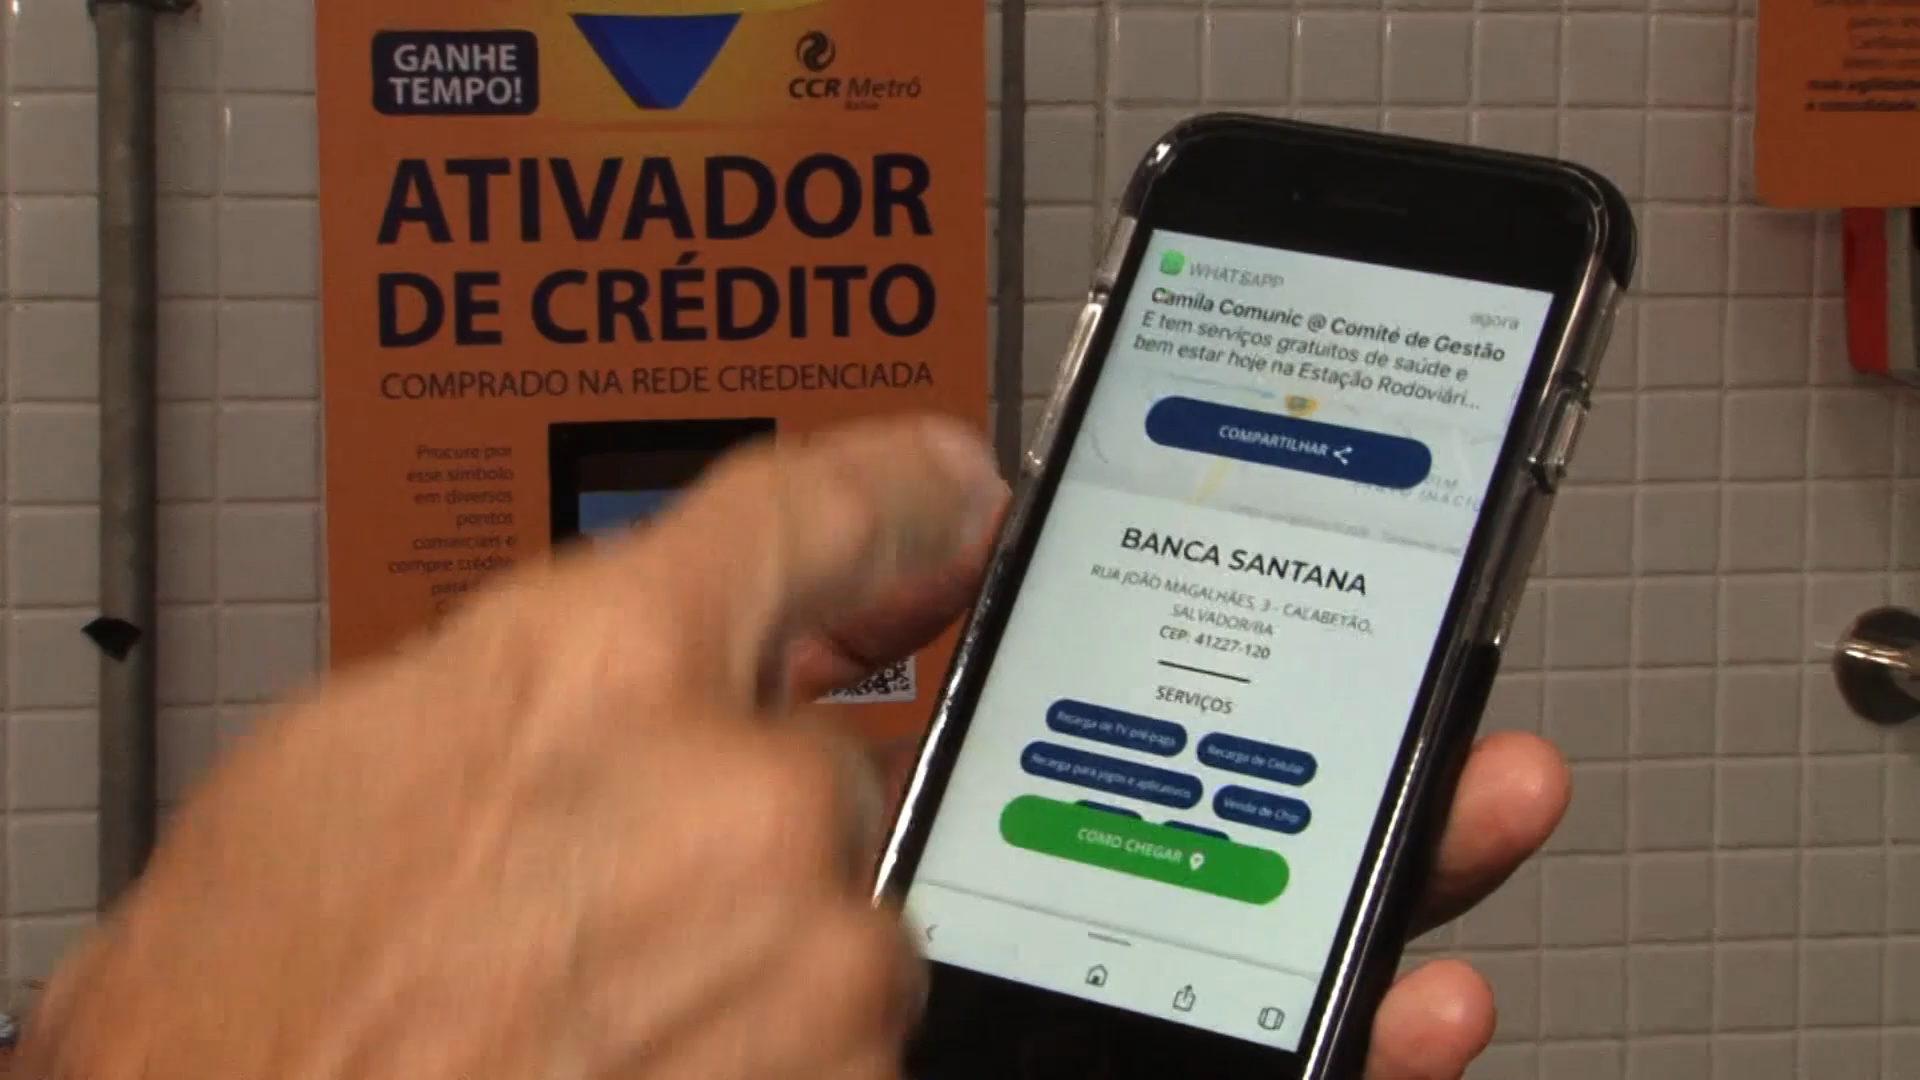 GANHE
TEMPO!
CCR Metrô
Bahia
ATIVADOR
DE CRÉDITO
COMPRADO NA REDE CREDENCIADA
Procure por
esse símbolo
em diversos
pontos
comerciais e
compre crédito
para
WHATSAPP
agora
Camila Comunic @ Comitê de Gestão
E tem serviços gratuitos de saúde e
bem estar hoje na Estação Rodoviári...
COMPARTILHAR
BANCA SANTANA
RUA JOÃO MAGALHÃES, 3 - CALABETÃO,
SALVADOR/BA
CEP: 41227-120
SERVIÇOS
Recarga de TV pré-pago
Recarga de Celular
Recarga para jogos e aplicativos
Venda de Chip
COMO CHEGAR